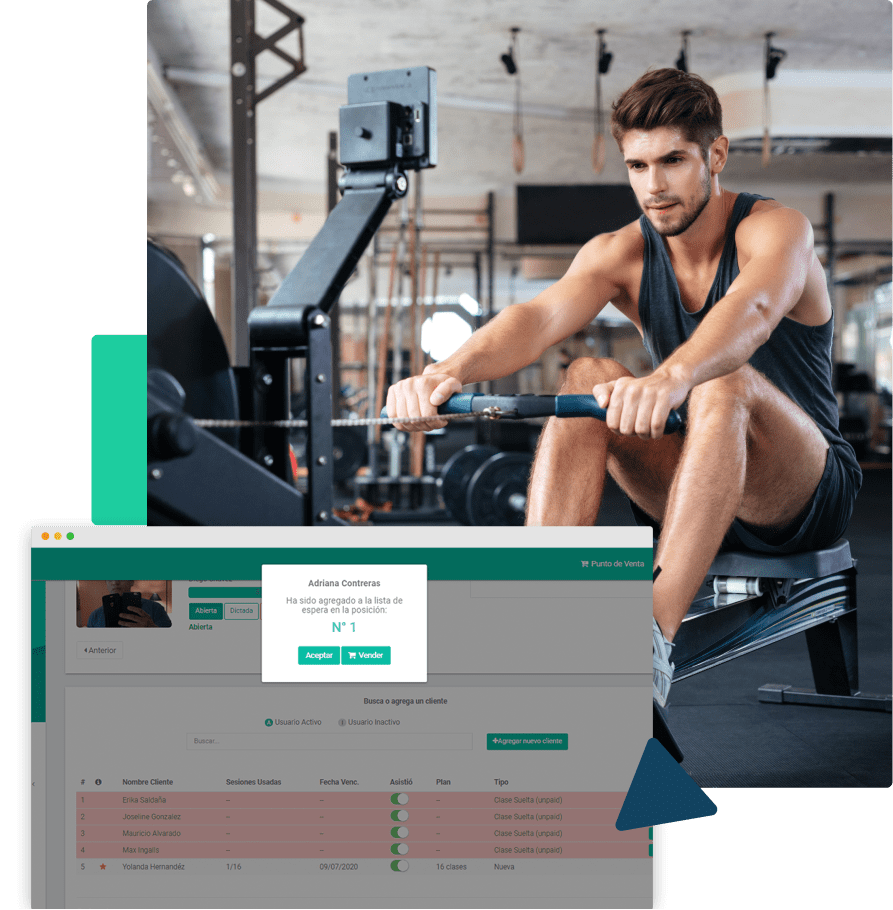 Punto de Venta
Adriana Contreras
Ha sido agregado a la lista de
espera en la posición:
N° 1
Aceptar Vender
Abierta Dictada
Abierta
Anterior
Busca o agrega un cliente
A Usuario Activo I Usuario Inactivo
Buscar...
+Agregar nuevo cliente
# Nombre Cliente Sesiones Usadas Fecha Venc. Asistió Plan Tipo
1 Erika Saldaña -- -- -- Clase Suelta (unpaid)
2 Joseline González -- -- -- Clase Suelta (unpaid)
3 Mauricio Alvarado -- -- -- Clase Suelta (unpaid)
4 Max Ingalls -- -- -- Clase Suelta (unpaid)
5 Yolanda Hernandéz 1/16 09/07/2020 16 clases Nueva